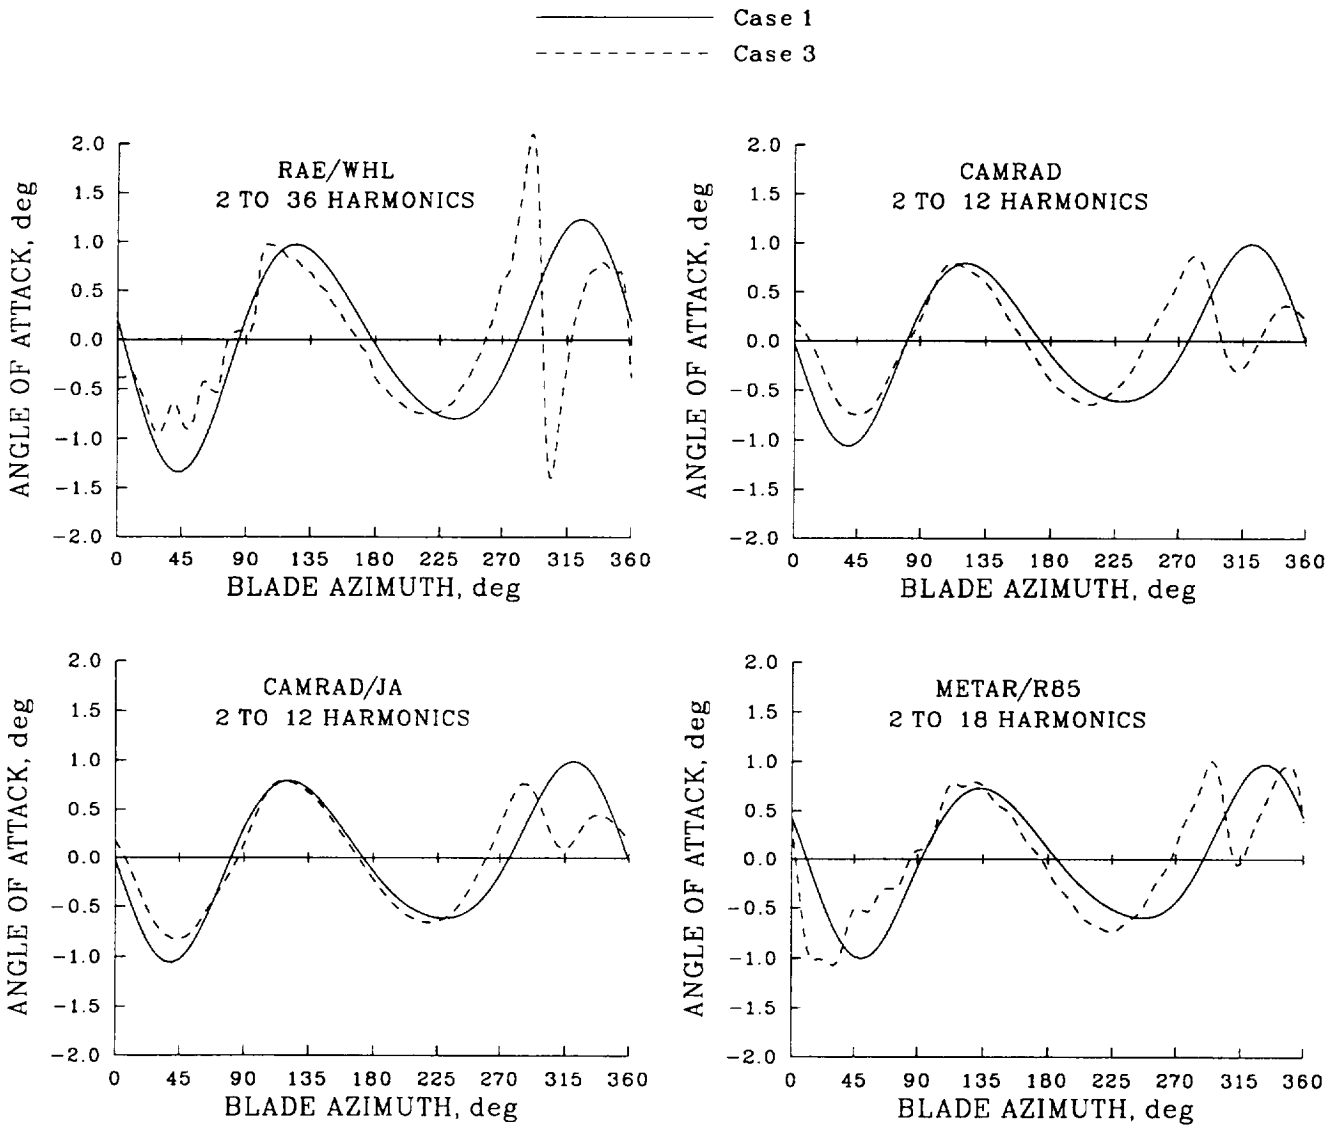 Case 1
Case 3
RAE/WHL
2 TO 36 HARMONICS
ANGLE OF ATTACK, deg
2.0
1.5
1.0
0.5
0.0
−0.5
−1.0
−1.5
−2.0
0 45 90 135 180 225 270 315 360
BLADE AZIMUTH, deg
CAMRAD
2 TO 12 HARMONICS
ANGLE OF ATTACK, deg
2.0
1.5
1.0
0.5
0.0
−0.5
−1.0
−1.5
−2.0
0 45 90 135 180 225 270 315 360
BLADE AZIMUTH, deg
CAMRAD/JA
2 TO 12 HARMONICS
ANGLE OF ATTACK, deg
2.0
1.5
1.0
0.5
0.0
−0.5
−1.0
−1.5
−2.0
0 45 90 135 180 225 270 315 360
BLADE AZIMUTH, deg
METAR/R85
2 TO 18 HARMONICS
ANGLE OF ATTACK, deg
2.0
1.5
1.0
0.5
0.0
−0.5
−1.0
−1.5
−2.0
0 45 90 135 180 225 270 315 360
BLADE AZIMUTH, deg